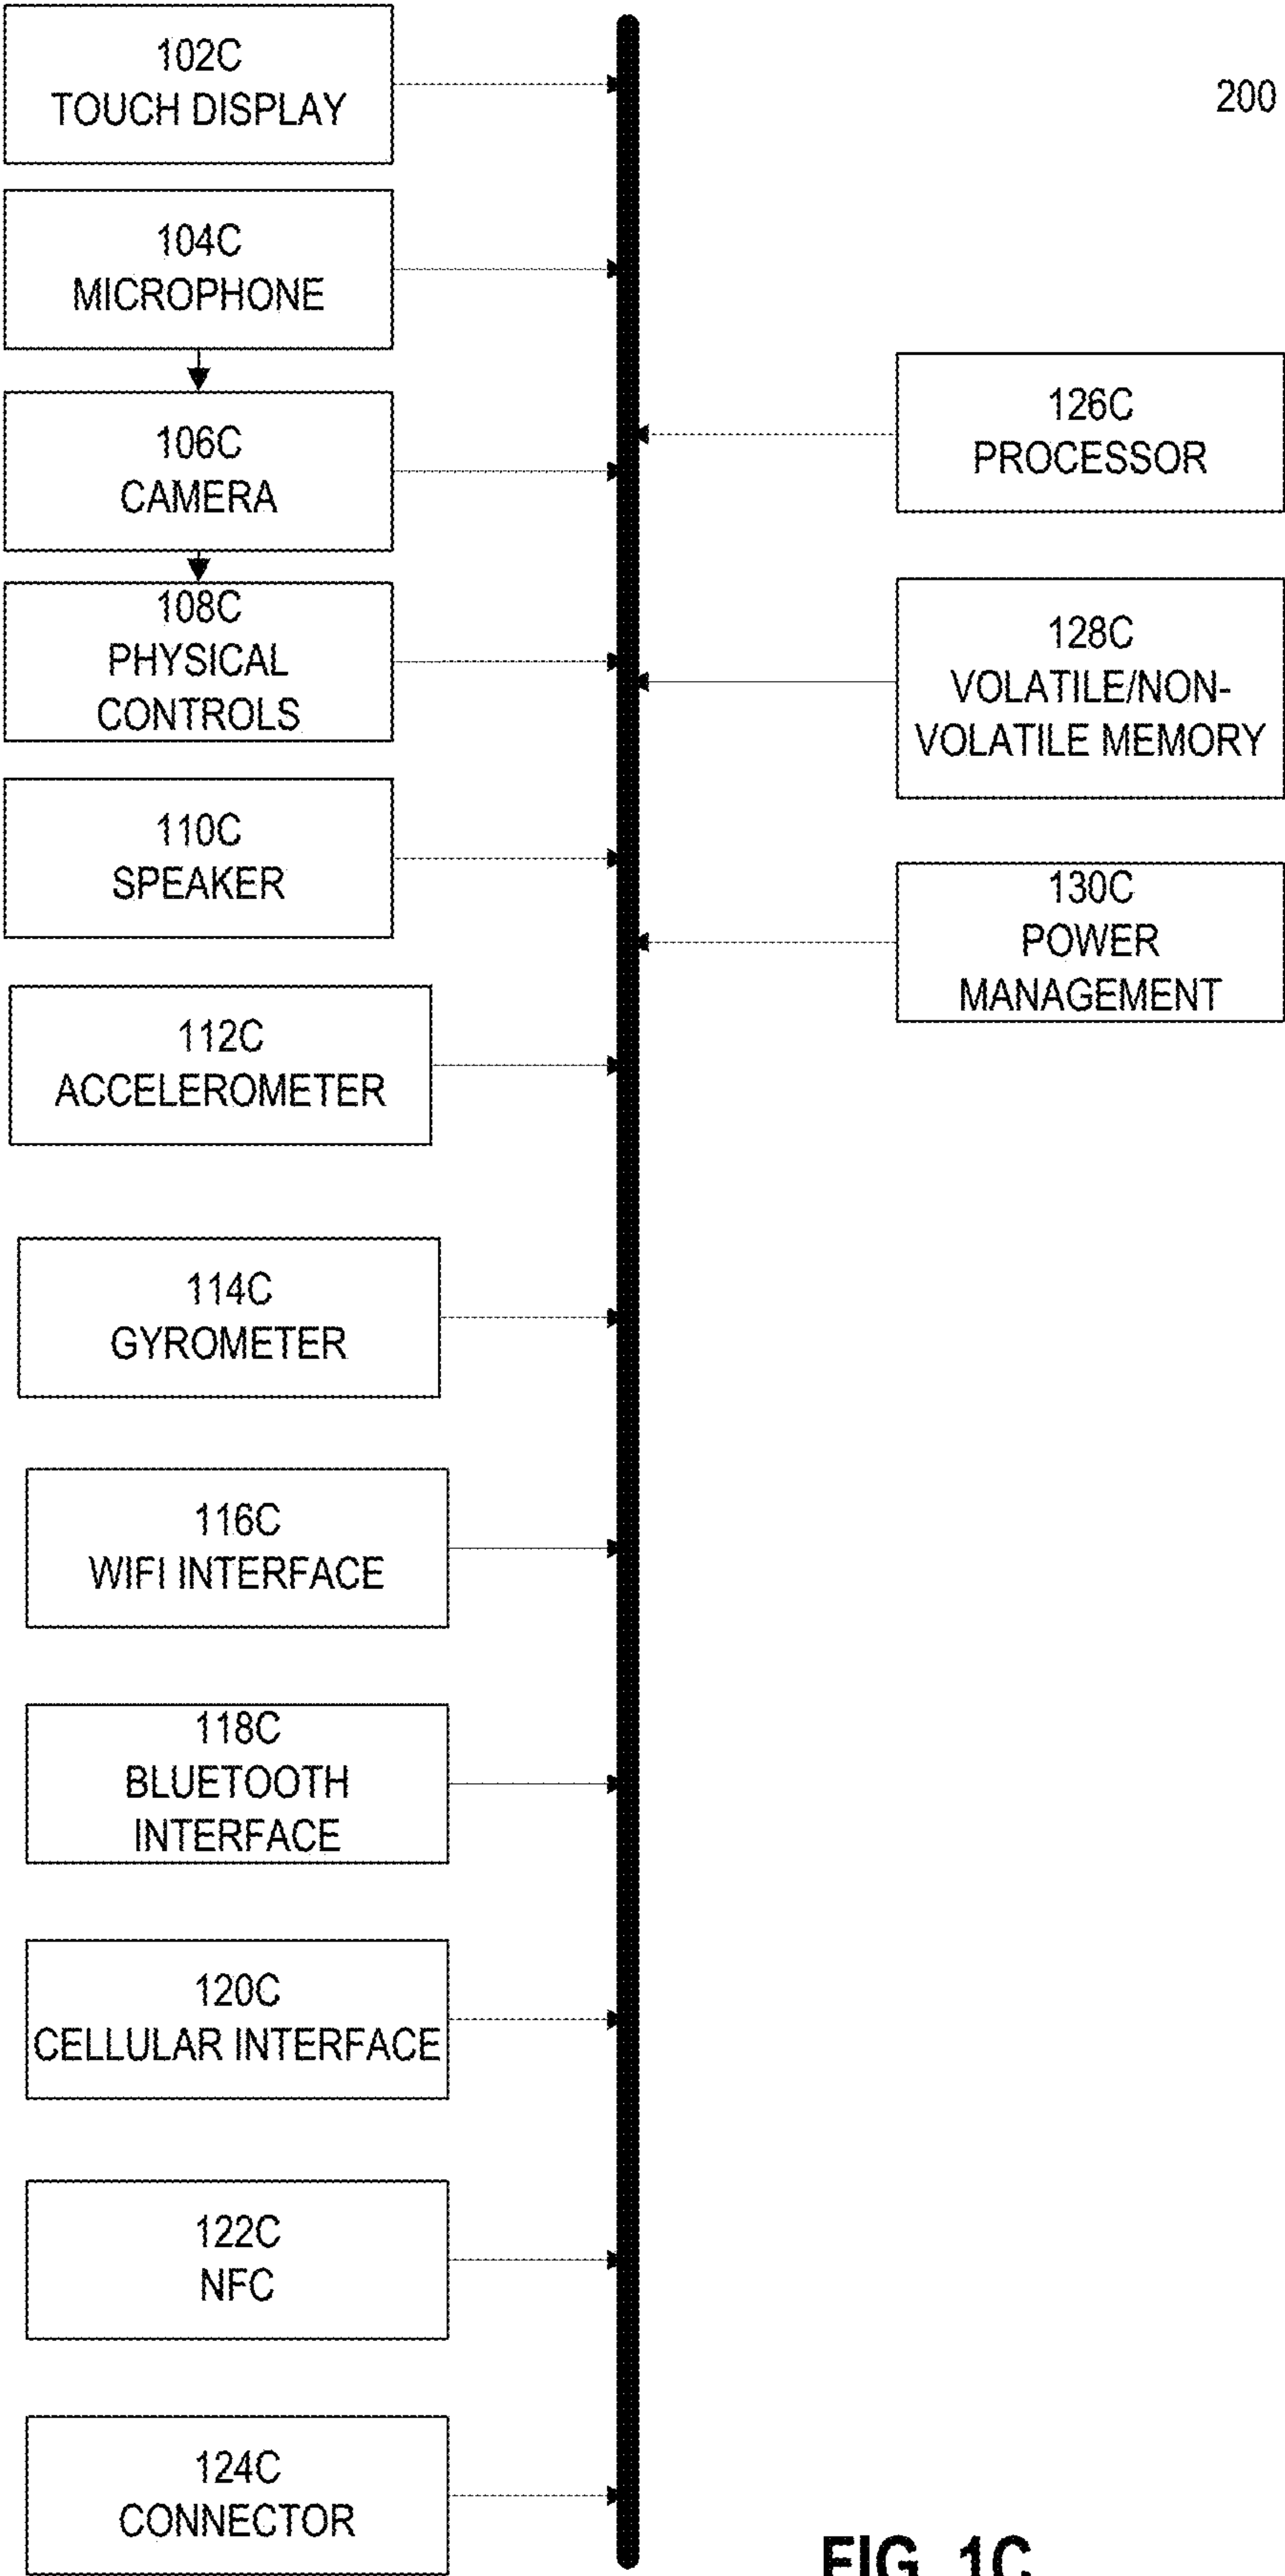 102C
TOUCH DISPLAY
200
104C
MICROPHONE
106C
CAMERA
126C
PROCESSOR
108C
PHYSICAL
CONTROLS
128C
VOLATILE/NON-
VOLATILE MEMORY
110C
SPEAKER
130C
POWER
MANAGEMENT
112C
ACCELEROMETER
114C
GYROMETER
116C
WIFI INTERFACE
118C
BLUETOOTH
INTERFACE
120C
CELLULAR INTERFACE
122C
NFC
124C
CONNECTOR
FIG. 1C